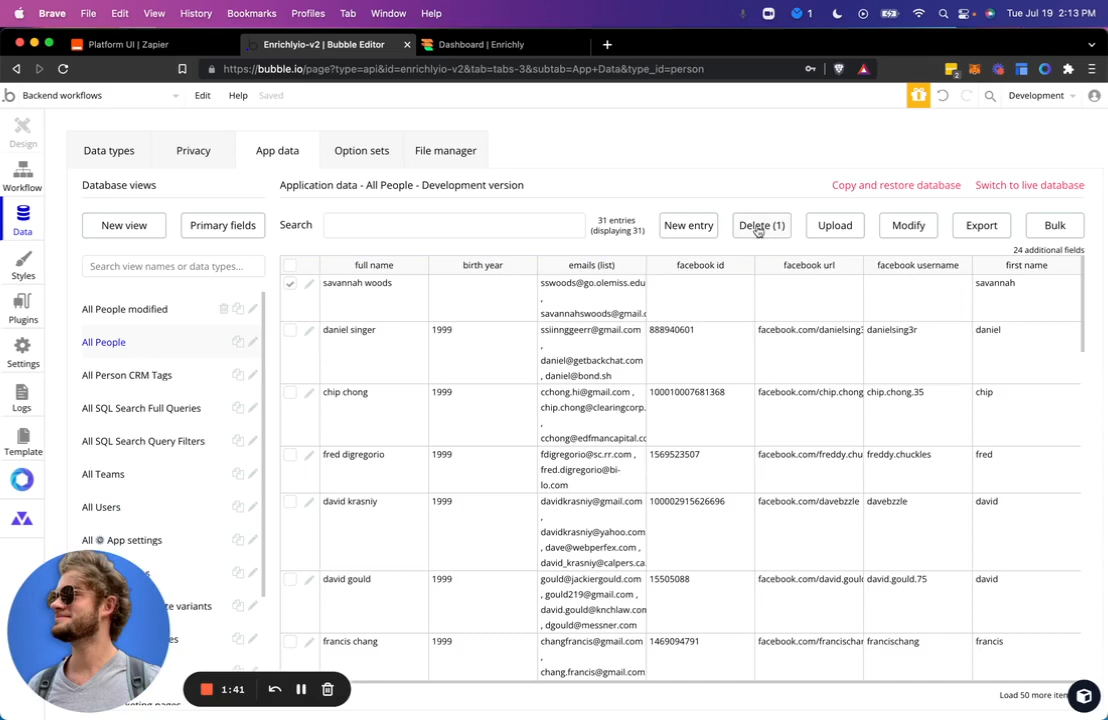 Brave File Edit View History Bookmarks Profiles Tab Window Help 1 Tue Jul 19 2:13 PM
Platform UI | Zapier Enrichlyio-v2 | Bubble Editor Dashboard | Enrichly
https://bubble.io/page?type=api&id=enrichlyio-v2&tab=tabs-3&subtab=App+Data&type_id=person 2
Backend workflows Edit Help Saved Development
Design
Workflow
Data
Styles
Plugins
Settings
Logs
Template
Data types Privacy App data Option sets File manager
Database views
New view Primary fields
Search view names or data types...
All People modified
All People
All Person CRM Tags
All SQL Search Full Queries
All SQL Search Query Filters
All Teams
All Users
All ⚙ App settings
Application data - All People - Development version Copy and restore database Switch to live database
Search 31 entries
(displaying 31)
New entry Delete (1) Upload Modify Export Bulk
24 additional fields
full name birth year emails (list) facebook id facebook url facebook username first name
savannah woods sswoods@go.olemiss.edu savannah
,
savannahswoods@gmail.c
daniel singer 1999 ssiinnggeerr@gmail.com 888940601 facebook.com/danielsing3 danielsing3r daniel
,
daniel@getbackchat.com
, daniel@bond.sh
chip chong 1999 cchong.hi@gmail.com , 100010007681368 facebook.com/chip.chong chip.chong.35 chip
chip.chong@clearingcorp.
,
cchong@edfmancapital.cc
fred digregorio 1999 fdigregorio@sc.rr.com , 1569523507 facebook.com/freddy.chu freddy.chuckles fred
fred.digregorio@bi-
lo.com
david krasniy 1999 davidkrasniy@gmail.com 100002915626696 facebook.com/davebzzle davebzzle david
,
davidkrasniy@yahoo.com
, dave@webperfex.com ,
david_krasniy@calpers.ca
david gould 1999 gould@jackiergould.com 15505088 facebook.com/david.gould david.gould.75 david
, gould219@gmail.com ,
david.gould@knchlaw.con
, dgould@messner.com
francis chang 1999 changfrancis@gmail.com 1469094791 facebook.com/francischan francischang francis
,
chang.francis@gmail.com
Load 50 more item
1:41